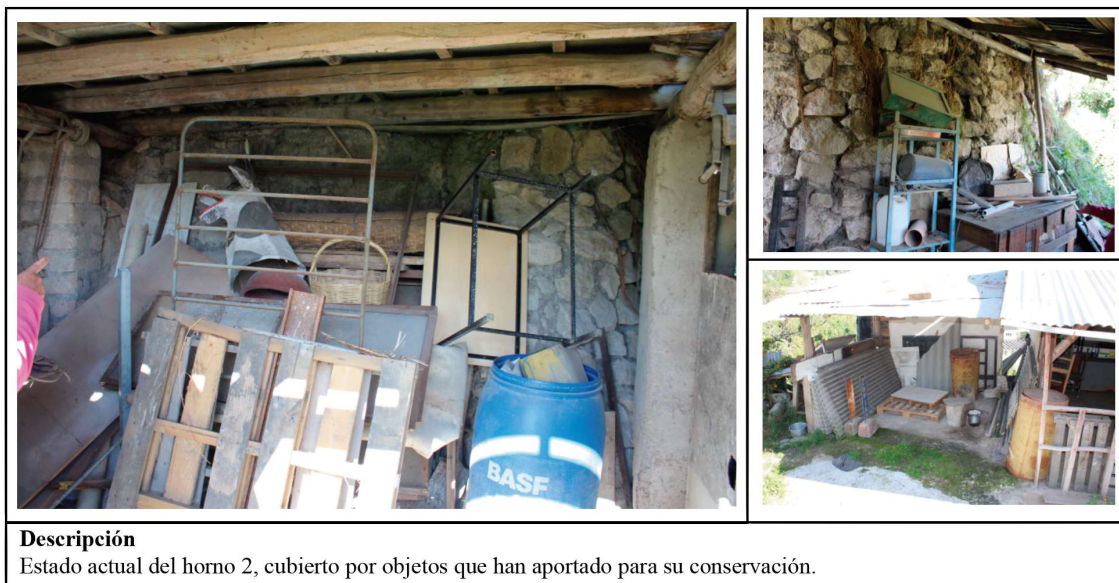 BASF
Descripción
Estado actual del horno 2, cubierto por objetos que han aportado para su conservación.